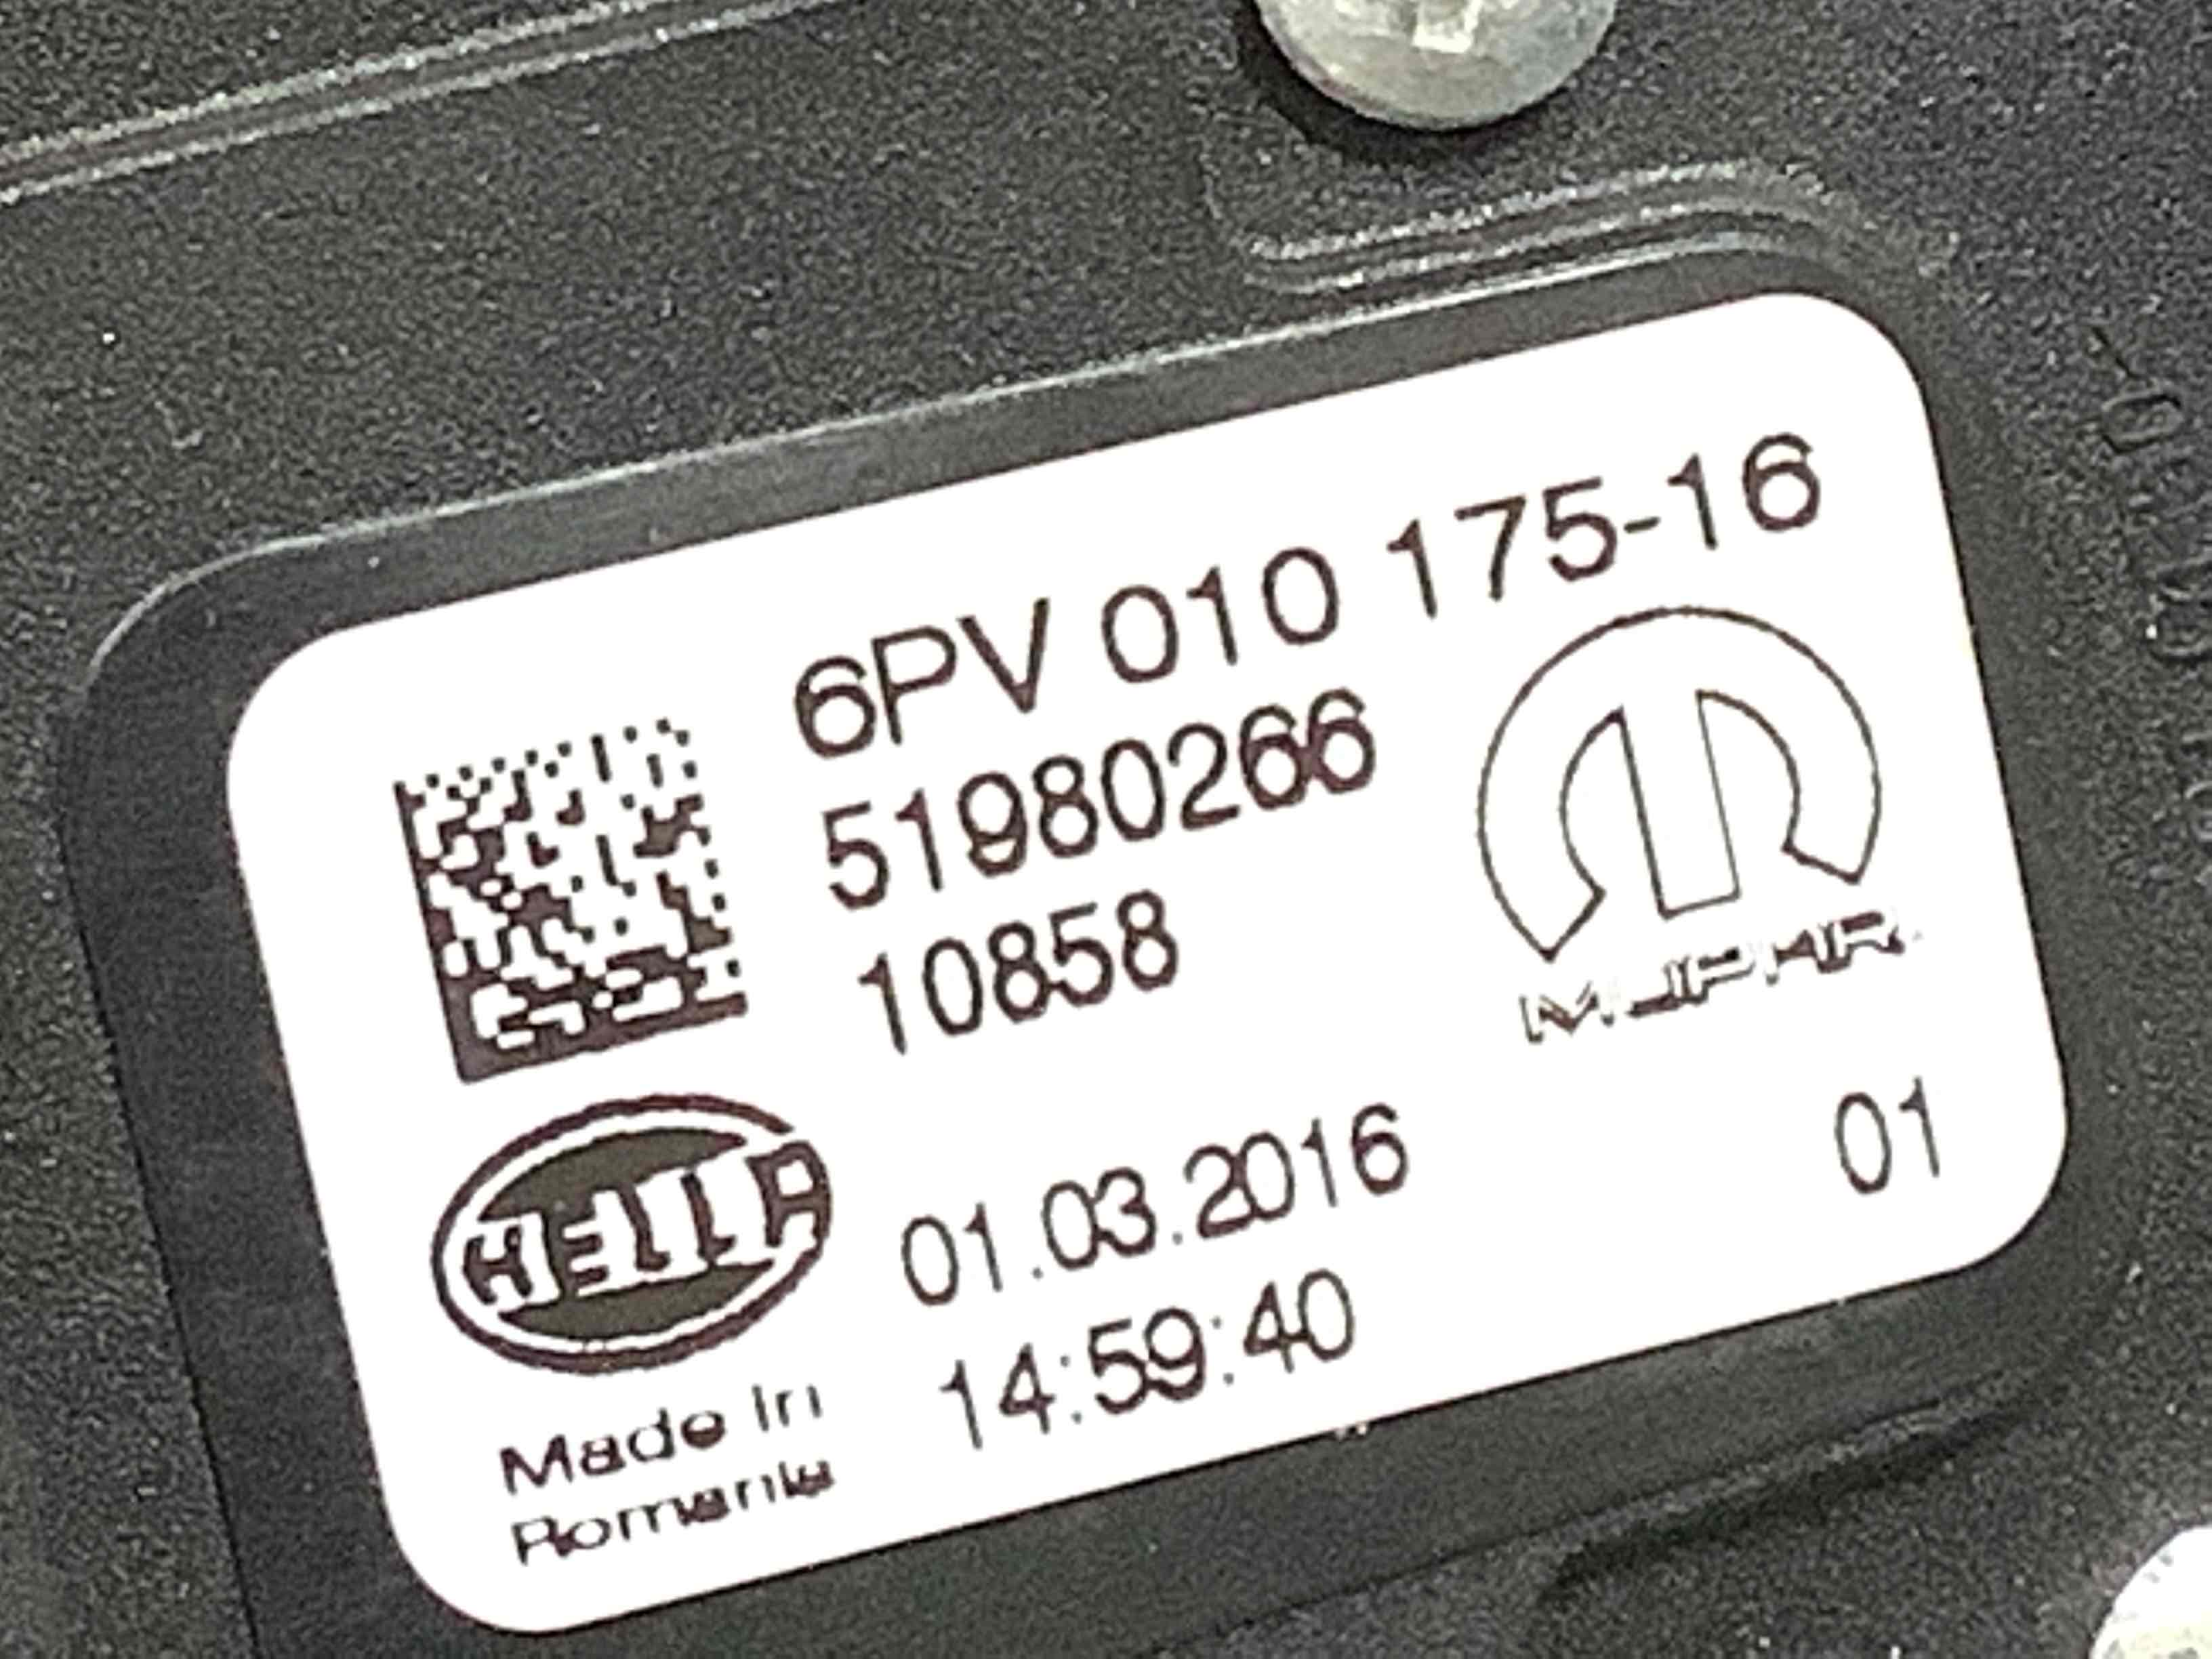 6PV 010 175-16
51980266
10858
MOPAR
HELLA
01.03.2016
01
14:59:40
Made In
Romania